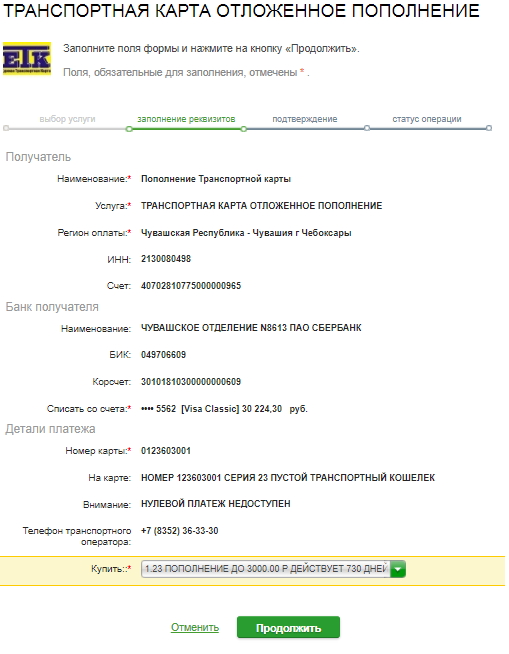 ТРАНСПОРТНАЯ КАРТА ОТЛОЖЕННОЕ ПОПОЛНЕНИЕ
ЕТК
Заполните поля формы и нажмите на кнопку «Продолжить».
Поля, обязательные для заполнения, отмечены * .
выбор услуги заполнение реквизитов подтверждение статус операции
Получатель
Наименование:* Пополнение Транспортной карты
Услуга:* ТРАНСПОРТНАЯ КАРТА ОТЛОЖЕННОЕ ПОПОЛНЕНИЕ
Регион оплаты:* Чувашская Республика - Чувашия г Чебоксары
ИНН: 2130080498
Счет: 40702810775000000965
Банк получателя
Наименование: ЧУВАШСКОЕ ОТДЕЛЕНИЕ N8613 ПАО СБЕРБАНК
БИК: 049706609
Корсчет: 30101810300000000609
Списать со счета:* •••• 5562 [Visa Classic] 30 224,30 руб.
Детали платежа
Номер карты:* 0123603001
На карте: НОМЕР 123603001 СЕРИЯ 23 ПУСТОЙ ТРАНСПОРТНЫЙ КОШЕЛЕК
Внимание: НУЛЕВОЙ ПЛАТЕЖ НЕДОСТУПЕН
Телефон транспортного
оператора: +7 (8352) 36-33-30
Купить::* 1.23 ПОПОЛНЕНИЕ ДО 3000.00 Р ДЕЙСТВУЕТ 730 ДНЕЙ
Отменить Продолжить